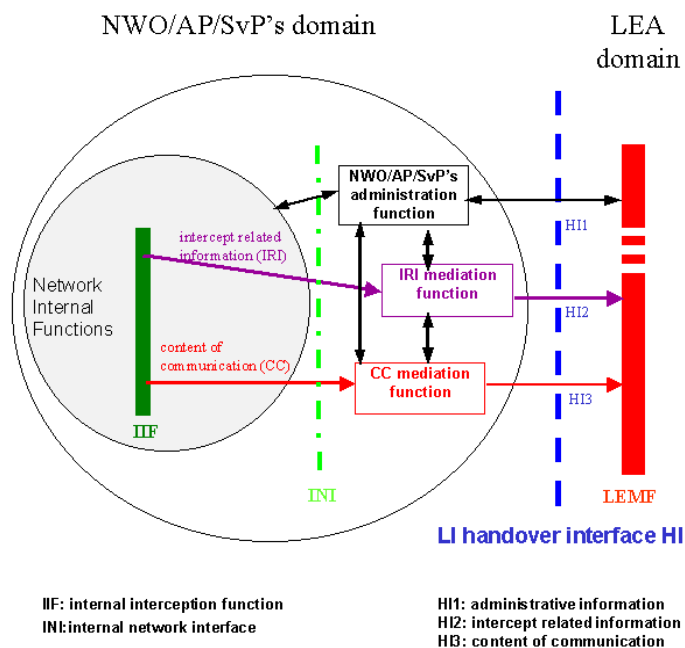 NWO/AP/SvP's domain
LEA
domain
NWO/AP/SvP's
administration
function
HI1
intercept related
information (IRI)
IRI mediation
function
Network
Internal
Functions
HI2
content of
communication (CC)
CC mediation
function
HI3
IIF
INI
LEMF
LI handover interface HI
IIF: internal interception function
INI:internal network interface
HI1: administrative information
HI2: intercept related information
HI3: content of communication